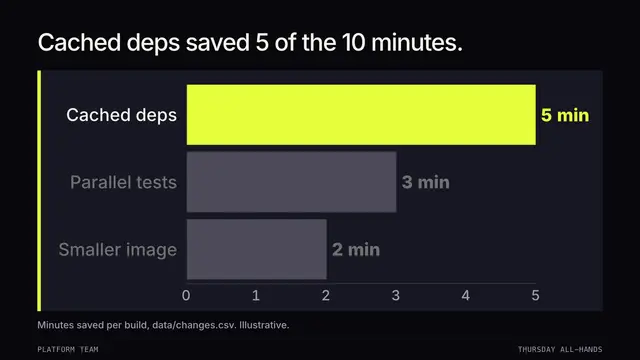 Cached deps saved 5 of the 10 minutes.
Cached deps
5 min
Parallel tests
3 min
Smaller image
2 min
0 1 2 3 4 5
Minutes saved per build, data/changes.csv. Illustrative.
PLATFORM TEAM
THURSDAY ALL-HANDS